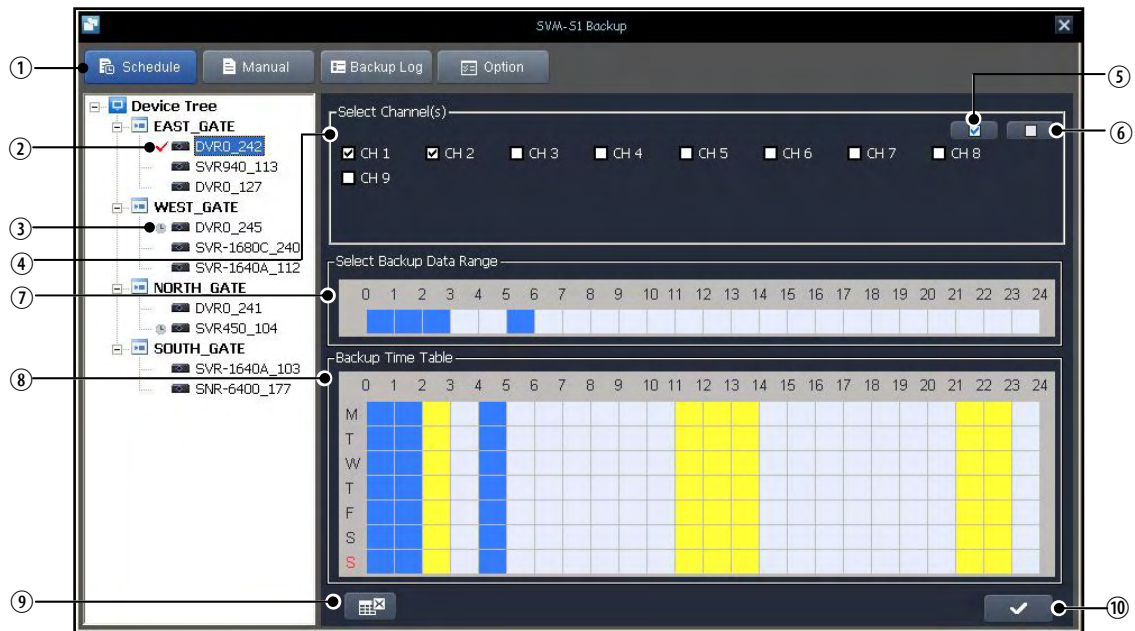 SVM-S1 Backup
① Schedule Manual Backup Log Option
Device Tree
EAST_GATE
② DVR0_242
SVR940_113
DVR0_127
WEST_GATE
③ DVR0_245
SVR-1680C_240
SVR-1640A_112
NORTH_GATE
DVR0_241
SVR450_104
SOUTH_GATE
SVR-1640A_103
SNR-6400_177
④ Select Channel(s) ⑤
⑥
CH 1 CH 2 CH 3 CH 4 CH 5 CH 6 CH 7 CH 8
CH 9
Select Backup Data Range
⑦ 0 1 2 3 4 5 6 7 8 9 10 11 12 13 14 15 16 17 18 19 20 21 22 23 24
⑧ Backup Time Table
0 1 2 3 4 5 6 7 8 9 10 11 12 13 14 15 16 17 18 19 20 21 22 23 24
M
T
W
T
F
S
S
⑨ ⑩